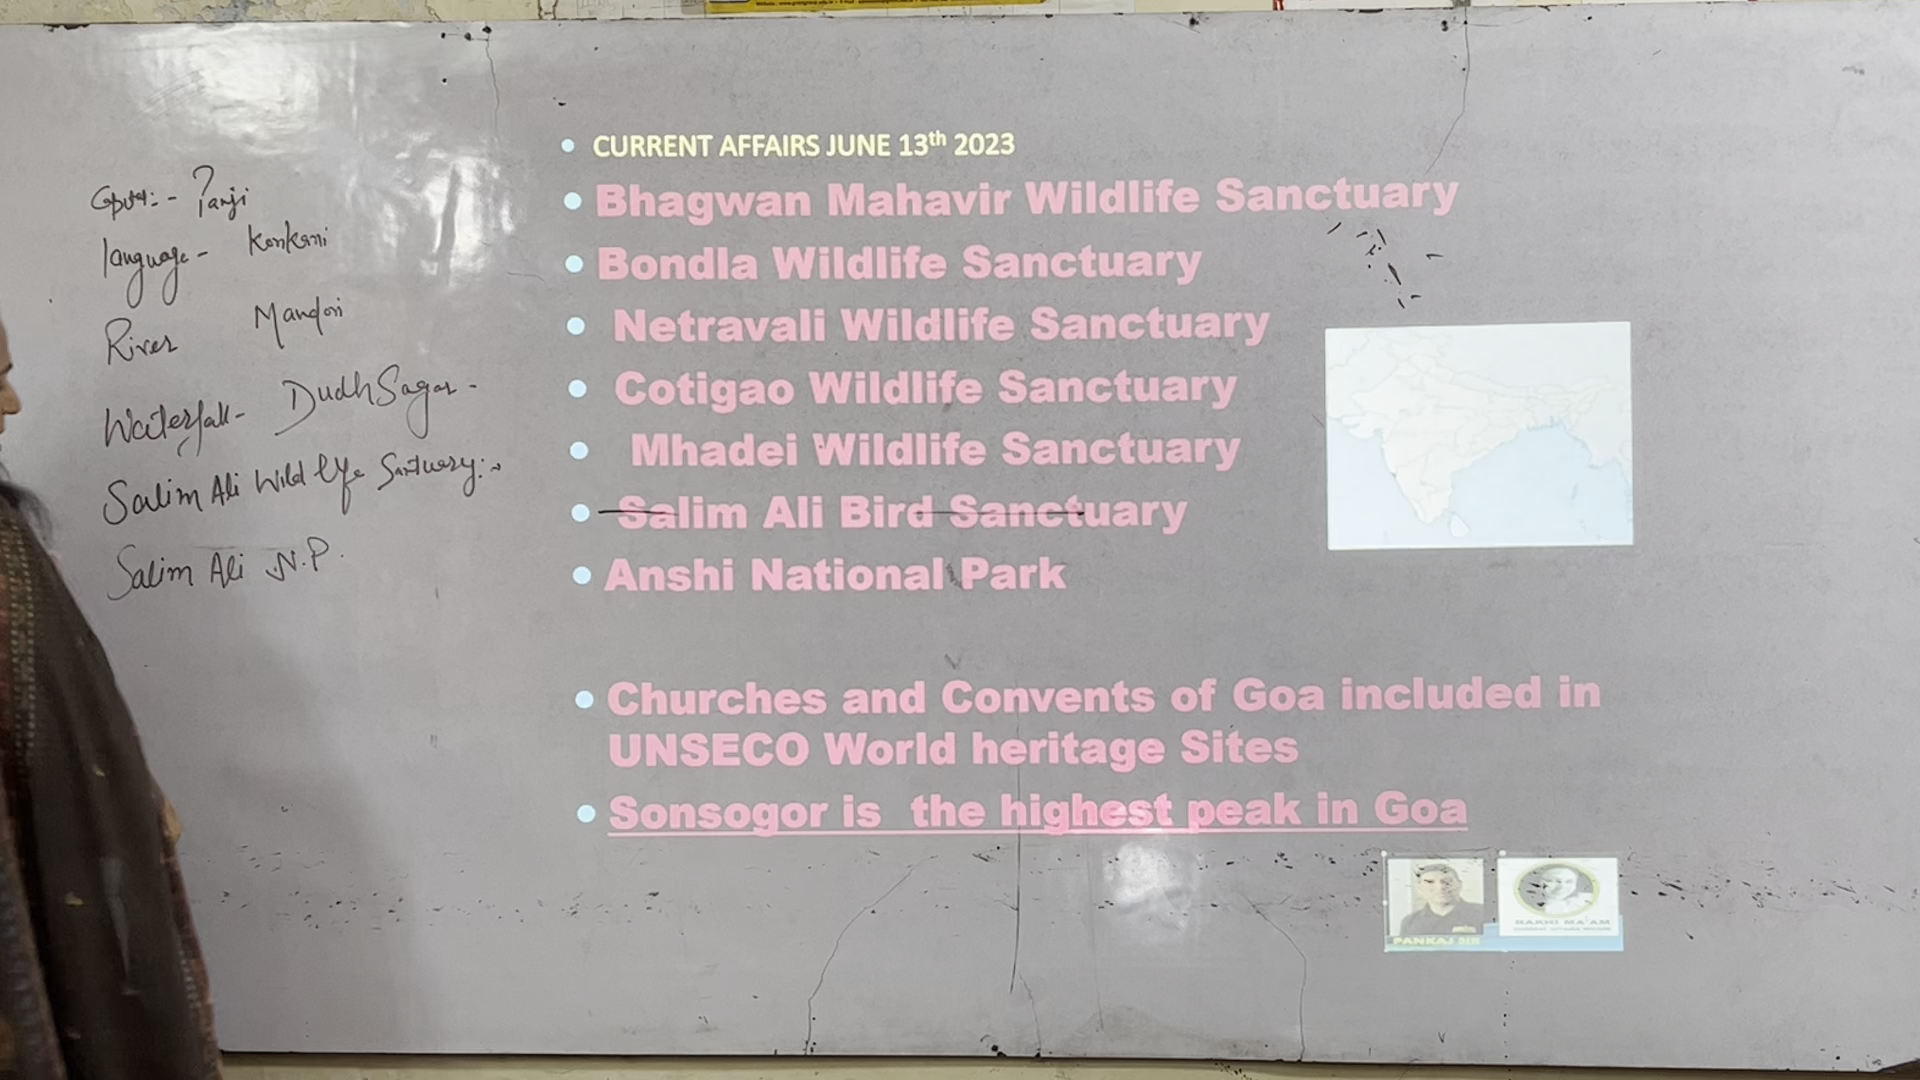 CURRENT AFFAIRS JUNE 13th 2023
Bhagwan Mahavir Wildlife Sanctuary
Bondla Wildlife Sanctuary
Netravali Wildlife Sanctuary
Cotigao Wildlife Sanctuary
Mhadei Wildlife Sanctuary
Salim Ali Bird Sanctuary
Anshi National Park
Churches and Convents of Goa included in
UNSECO World heritage Sites
Sonsogor is the highest peak in Goa
Panji
language - Konkani
River Mandovi
Waterfall - DudhSagar -
Salim Ali Wild life Santuary:-
Salim Ali N.P.
PANKAJ SIR
MA'AM